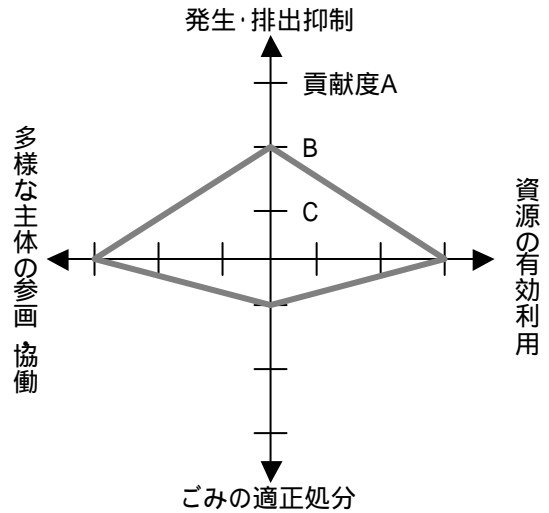 発生･排出抑制
貢献度A
B
C
多様な主体の参画・協働
資源の有効利用
ごみの適正処分